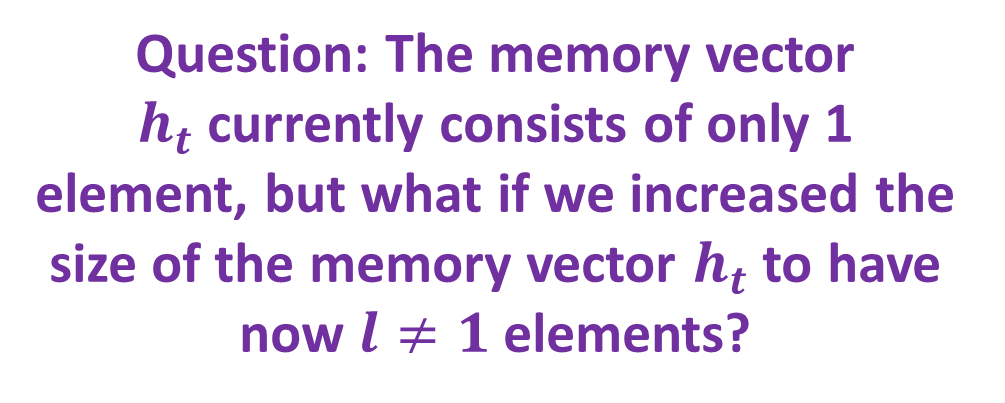 Question: The memory vector
hₜ currently consists of only 1
element, but what if we increased the
size of the memory vector hₜ to have
now l ≠ 1 elements?